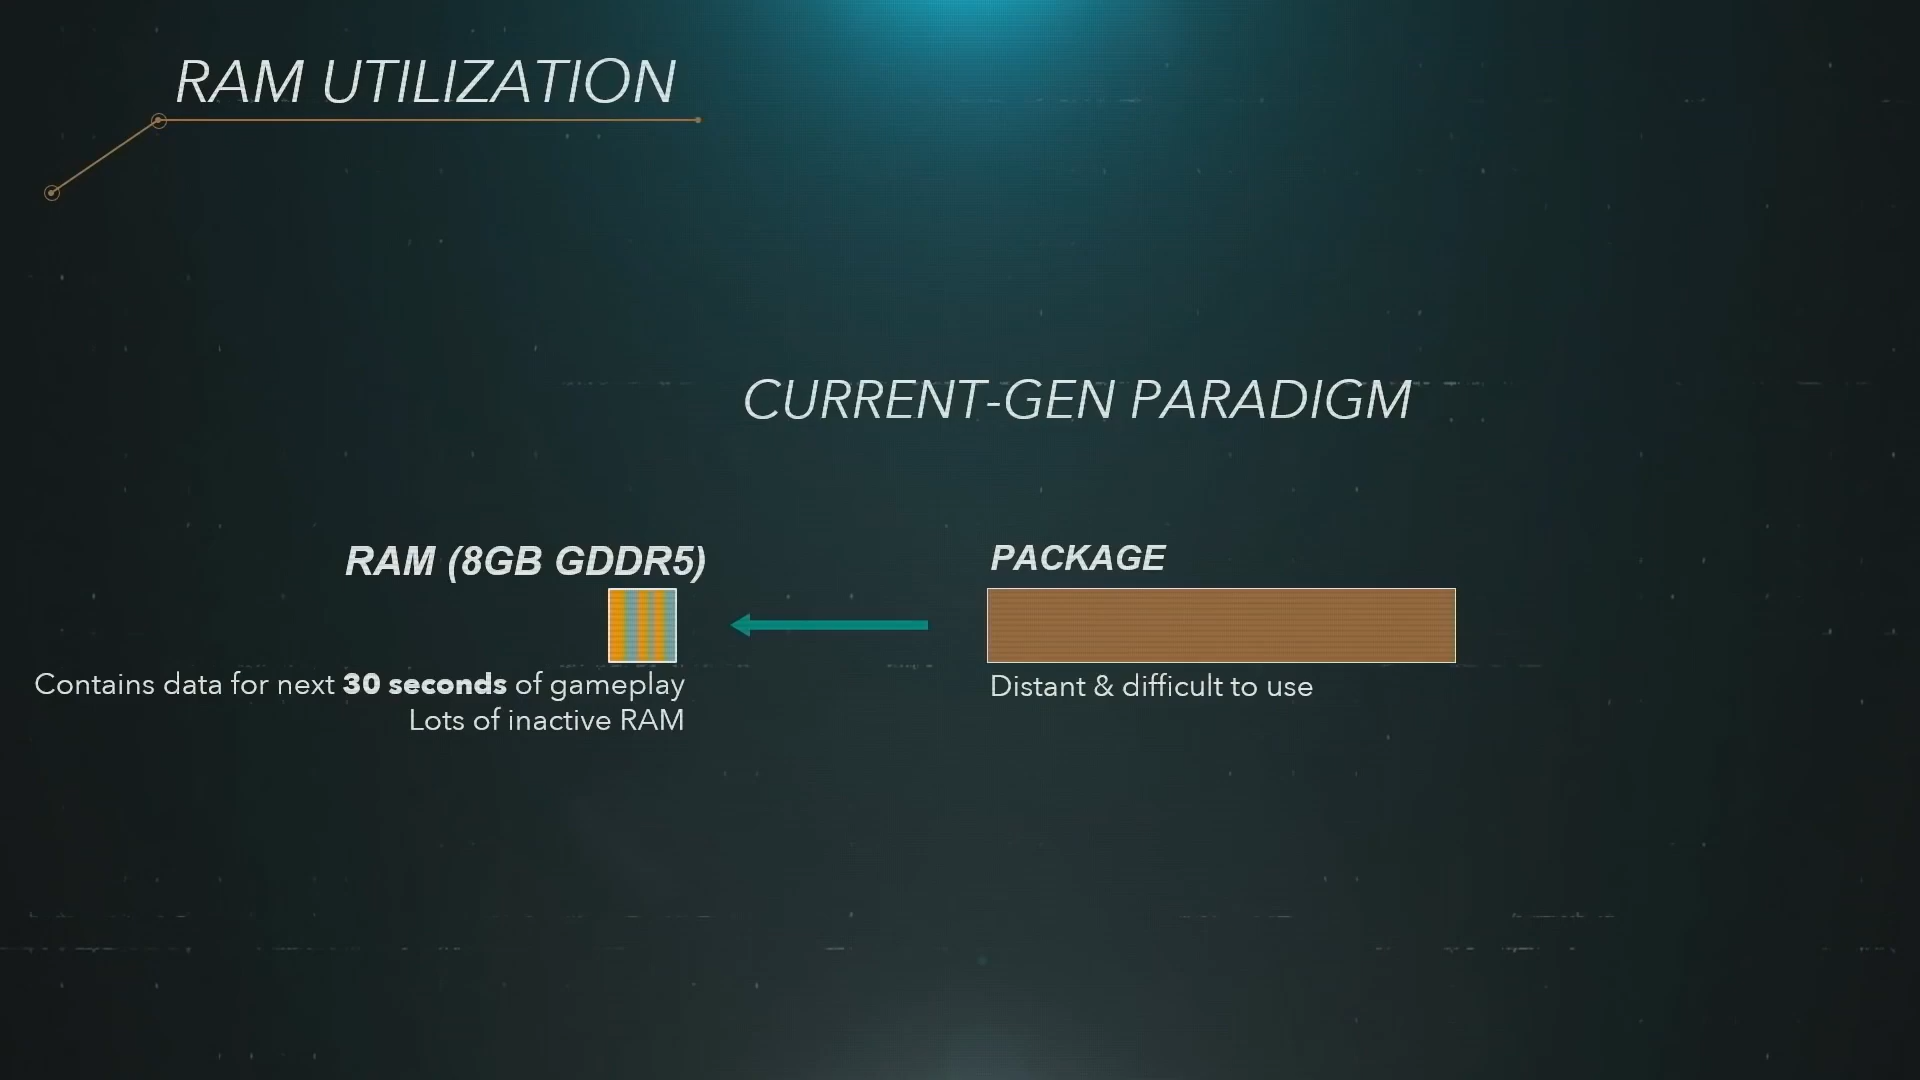 RAM UTILIZATION
CURRENT-GEN PARADIGM
RAM (8GB GDDR5)
Contains data for next 30 seconds of gameplay
Lots of inactive RAM
PACKAGE
Distant & difficult to use